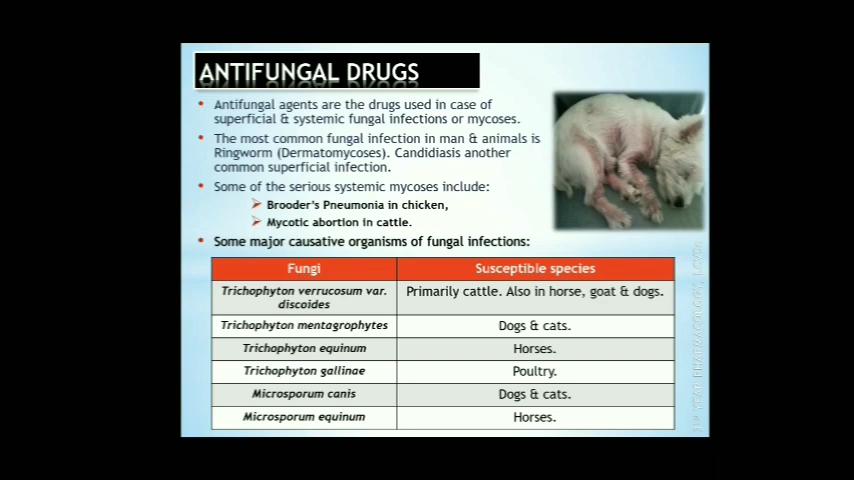 ANTIFUNGAL DRUGS
• Antifungal agents are the drugs used in case of
superficial & systemic fungal infections or mycoses.
• The most common fungal infection in man & animals is
Ringworm (Dermatomycoses). Candidiasis another
common superficial infection.
• Some of the serious systemic mycoses include:
➢ Brooder's Pneumonia in chicken,
➢ Mycotic abortion in cattle.
• Some major causative organisms of fungal infections:
Fungi Susceptible species
Trichophyton verrucosum var. Primarily cattle. Also in horse, goat & dogs.
discoides
Trichophyton mentagrophytes Dogs & cats.
Trichophyton equinum Horses.
Trichophyton gallinae Poultry.
Microsporum canis Dogs & cats.
Microsporum equinum Horses.
YEAR PHARMACOLOGY,